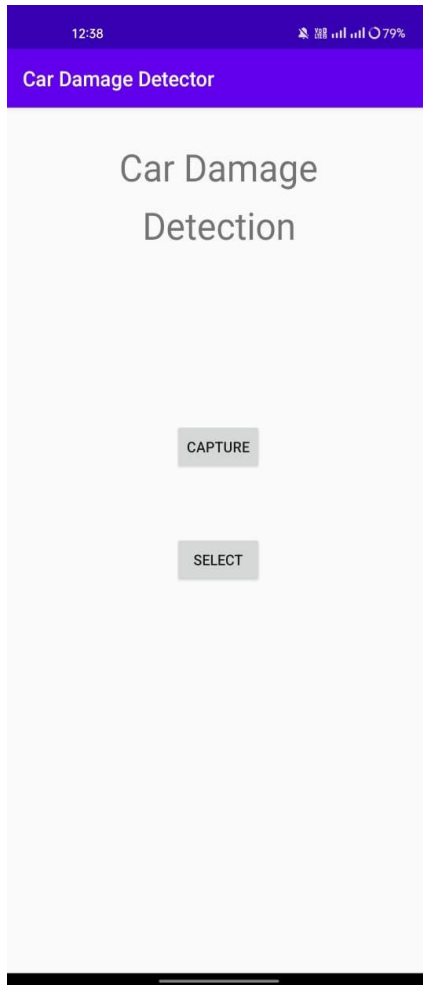 12:38 79%
Car Damage Detector
Car Damage
Detection
CAPTURE
SELECT